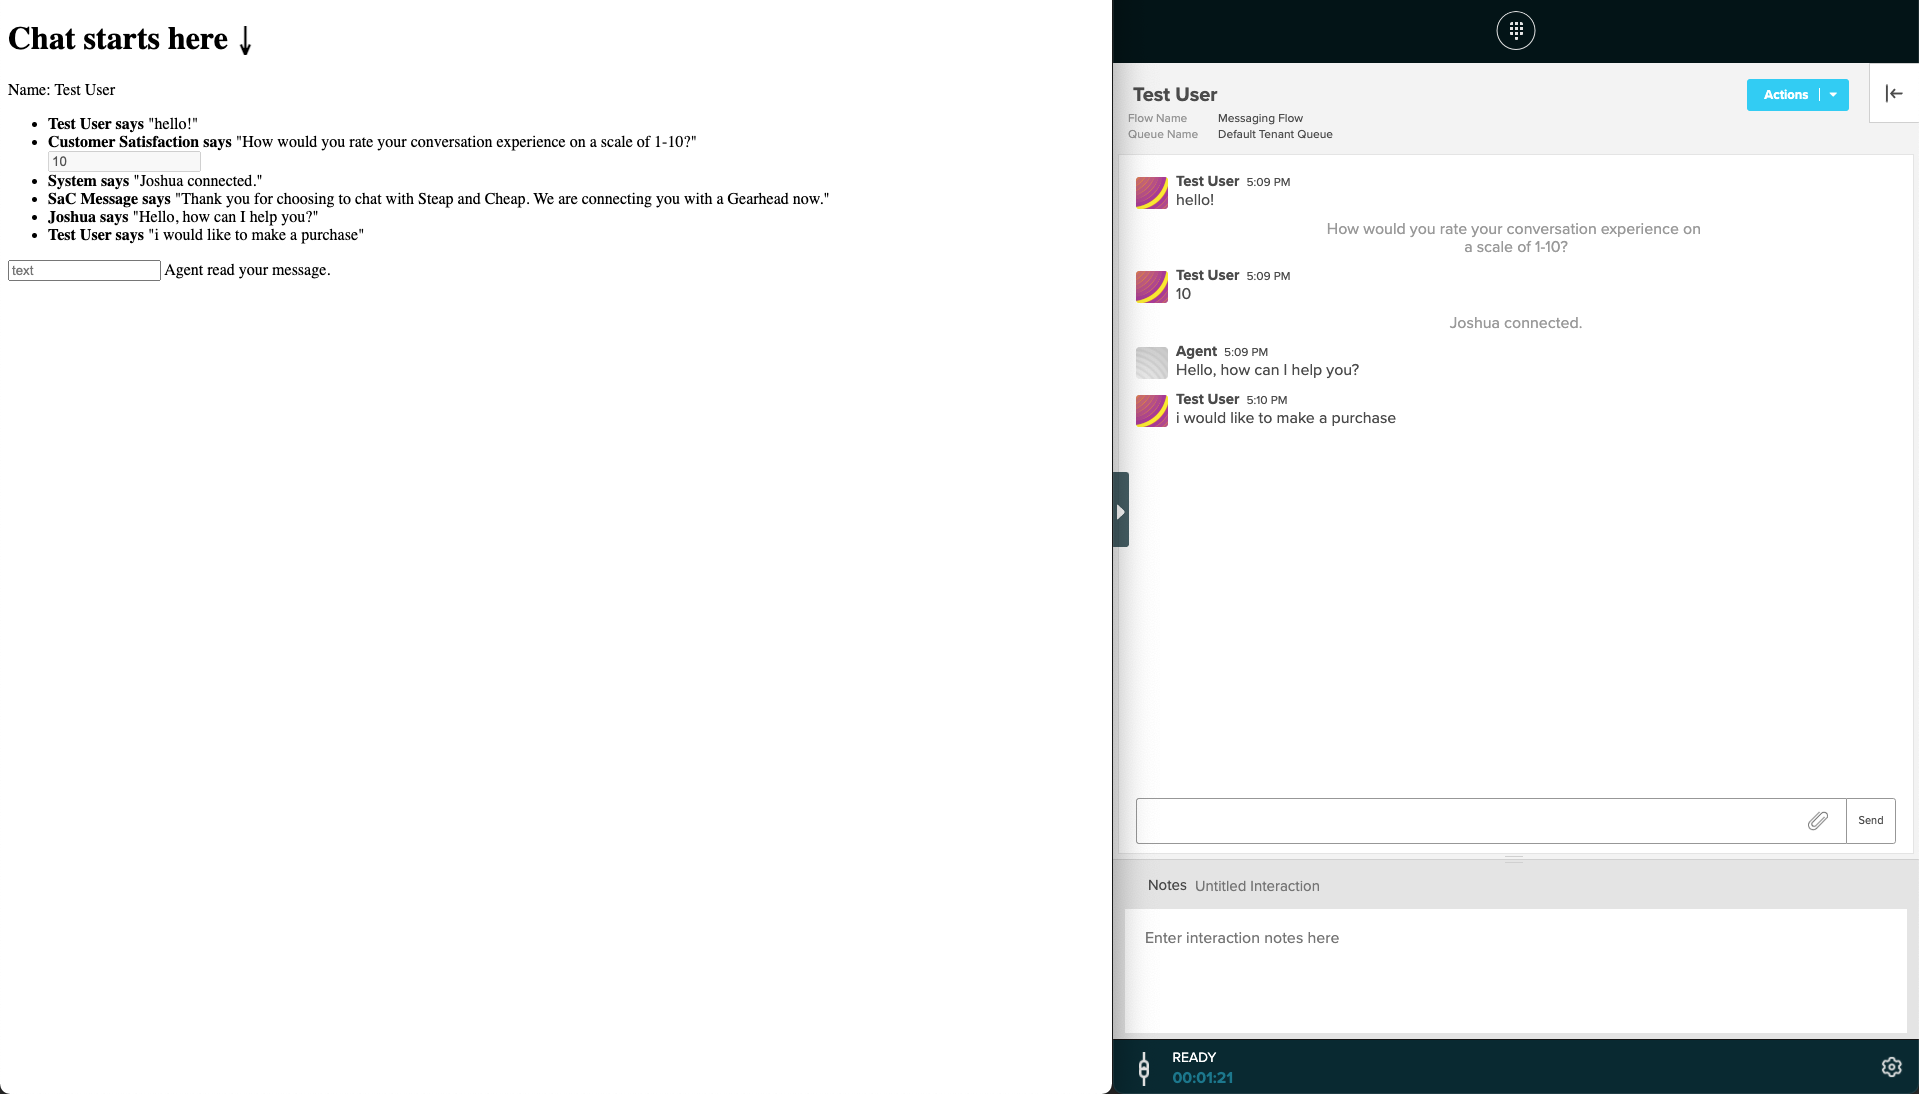 Chat starts here ↓
Name: Test User
Test User says "hello!"
Customer Satisfaction says "How would you rate your conversation experience on a scale of 1-10?"
10
System says "Joshua connected."
SaC Message says "Thank you for choosing to chat with Steap and Cheap. We are connecting you with a Gearhead now."
Joshua says "Hello, how can I help you?"
Test User says "i would like to make a purchase"
text Agent read your message.
Test User
Actions
Flow Name Messaging Flow
Queue Name Default Tenant Queue
Test User 5:09 PM
hello!
How would you rate your conversation experience on
a scale of 1-10?
Test User 5:09 PM
10
Joshua connected.
Agent 5:09 PM
Hello, how can I help you?
Test User 5:10 PM
i would like to make a purchase
Send
Notes Untitled Interaction
Enter interaction notes here
READY
00:01:21